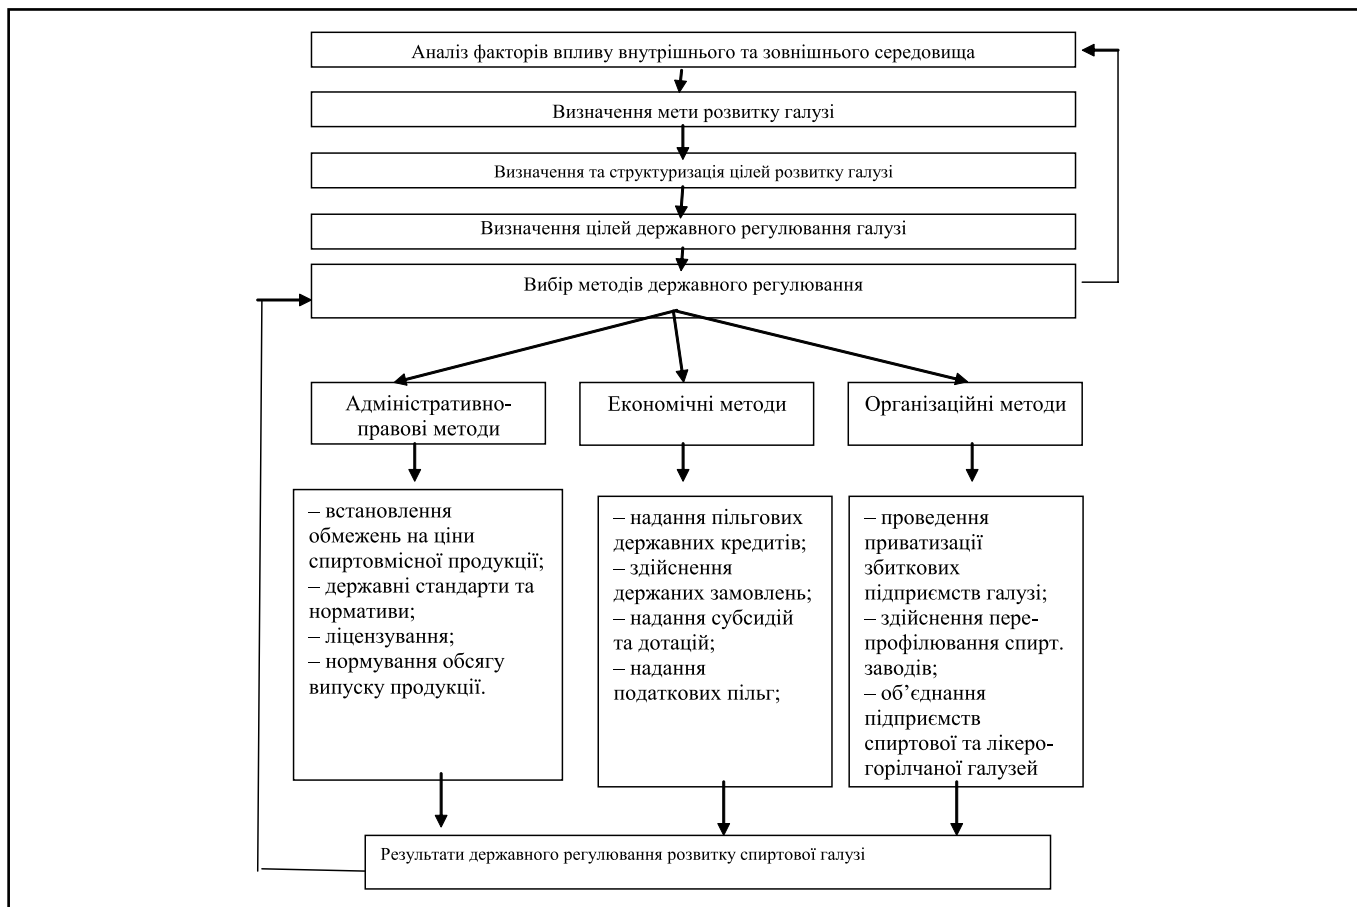 Аналіз факторів впливу внутрішнього та зовнішнього середовища
Визначення мети розвитку галузі
Визначення та структуризація цілей розвитку галузі
Визначення цілей державного регулювання галузі
Вибір методів державного регулювання
Адміністративно-
правові методи
Економічні методи
Організаційні методи
– встановлення
обмежень на ціни
спиртовмісної продукції;
– державні стандарти та
нормативи;
– ліцензування;
– нормування обсягу
випуску продукції.
– надання пільгових
державних кредитів;
– здійснення
держаних замовлень;
– надання субсидій
та дотацій;
– надання
податкових пільг;
– проведення
приватизації
збиткових
підприємств галузі;
– здійснення пере-
профілювання спирт.
заводів;
– об’єднання
підприємств
спиртової та лікеро-
горілчаної галузей
Результати державного регулювання розвитку спиртової галузі